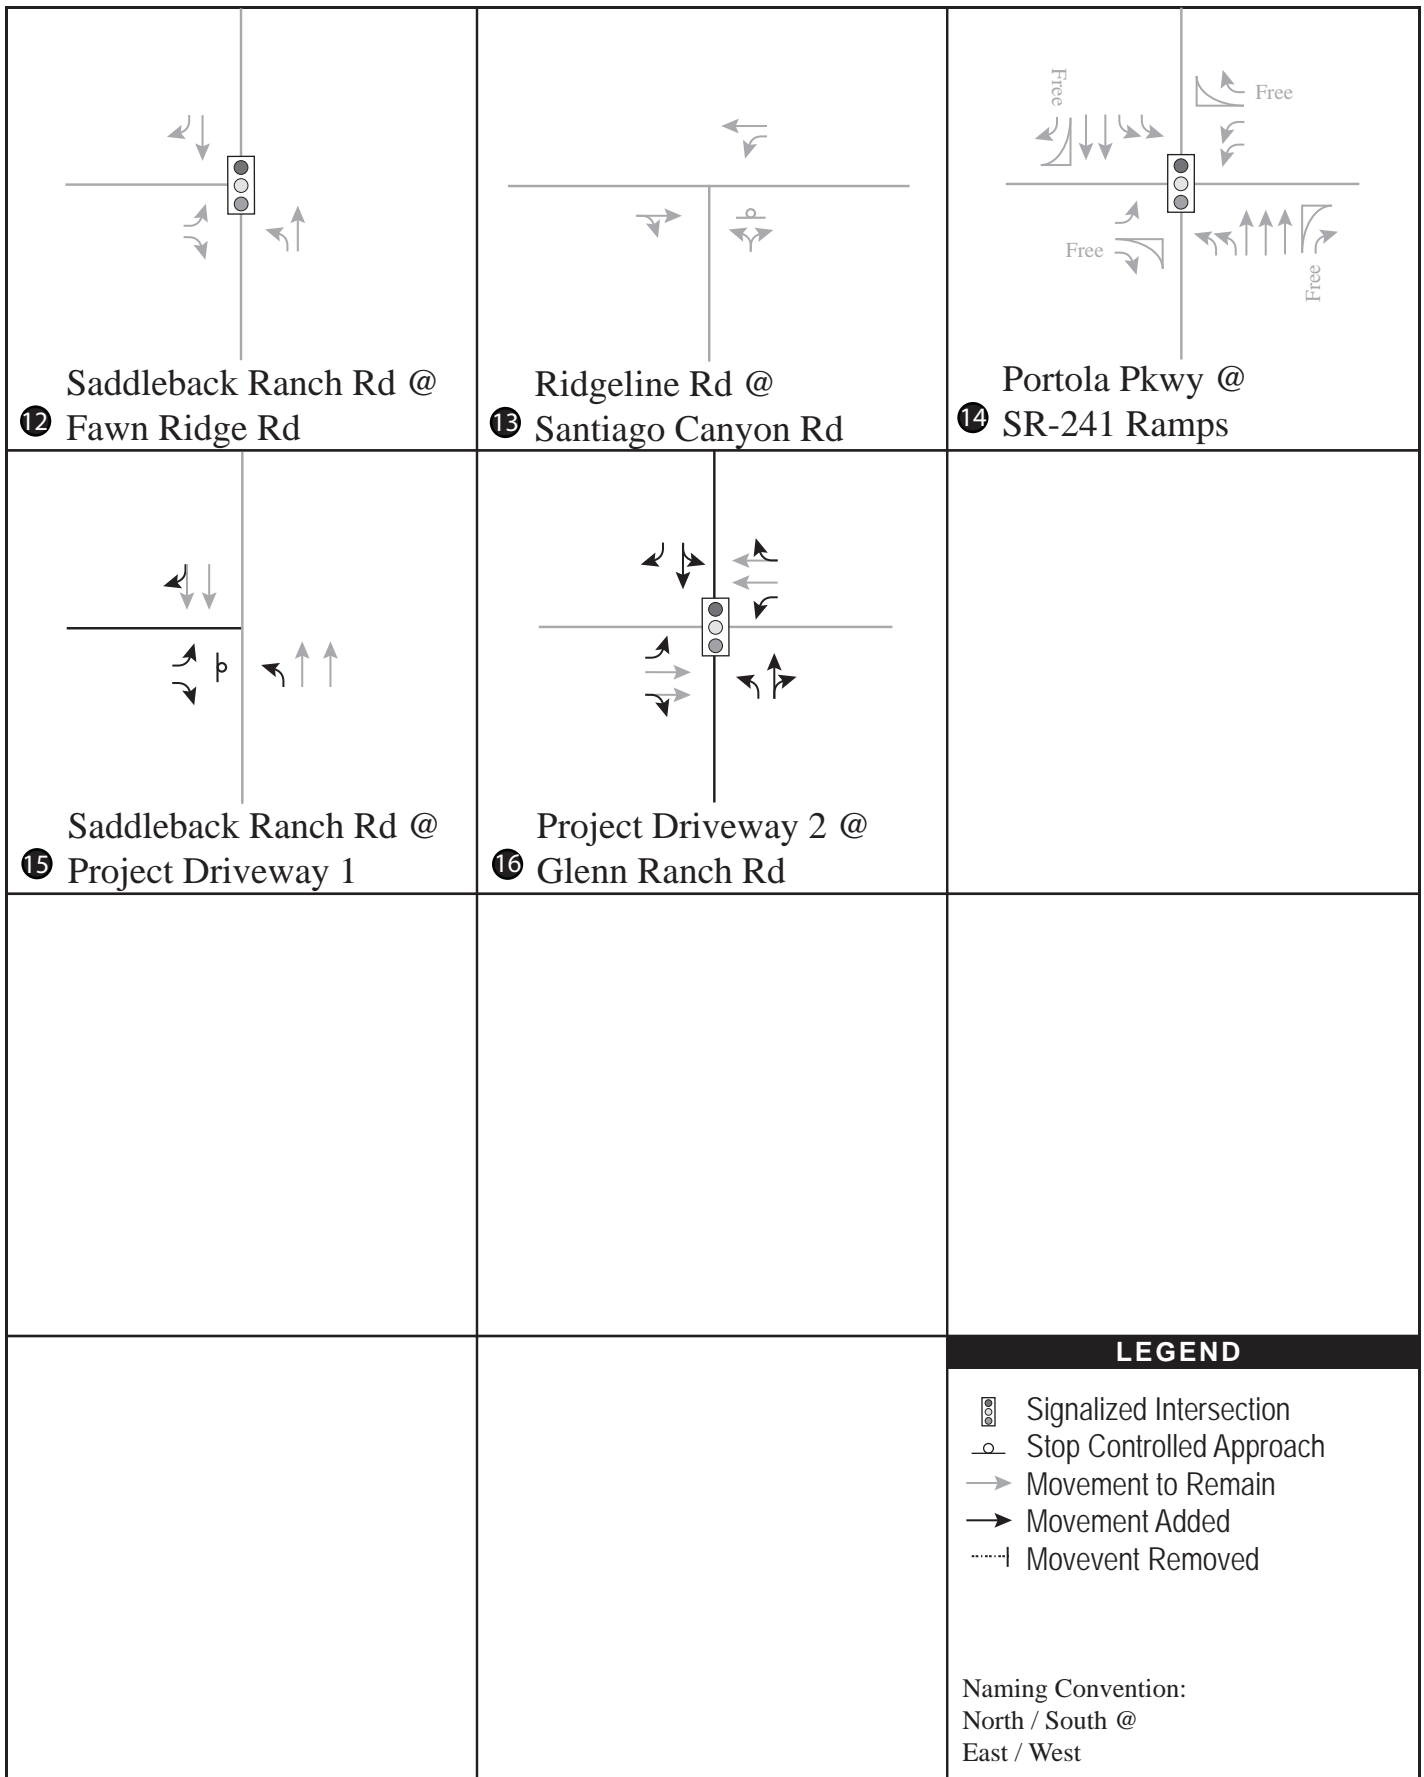 Free
Free
Free
Free
Saddleback Ranch Rd @
12 Fawn Ridge Rd
Ridgeline Rd @
13 Santiago Canyon Rd
Portola Pkwy @
14 SR-241 Ramps
Saddleback Ranch Rd @
15 Project Driveway 1
Project Driveway 2 @
16 Glenn Ranch Rd
LEGEND
Signalized Intersection
Stop Controlled Approach
Movement to Remain
Movement Added
Movevent Removed
Naming Convention:
North / South @
East / West